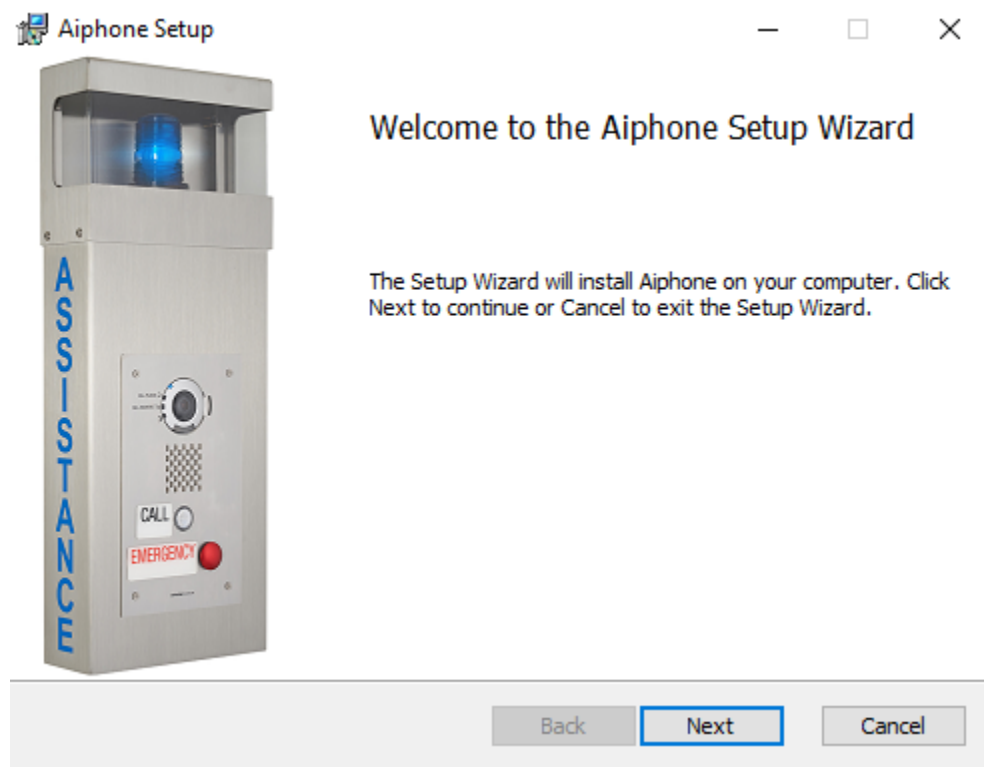 Aiphone Setup
Welcome to the Aiphone Setup Wizard
The Setup Wizard will install Aiphone on your computer. Click
Next to continue or Cancel to exit the Setup Wizard.
ASSISTANCE
CALL
EMERGENCY
Back
Next
Cancel